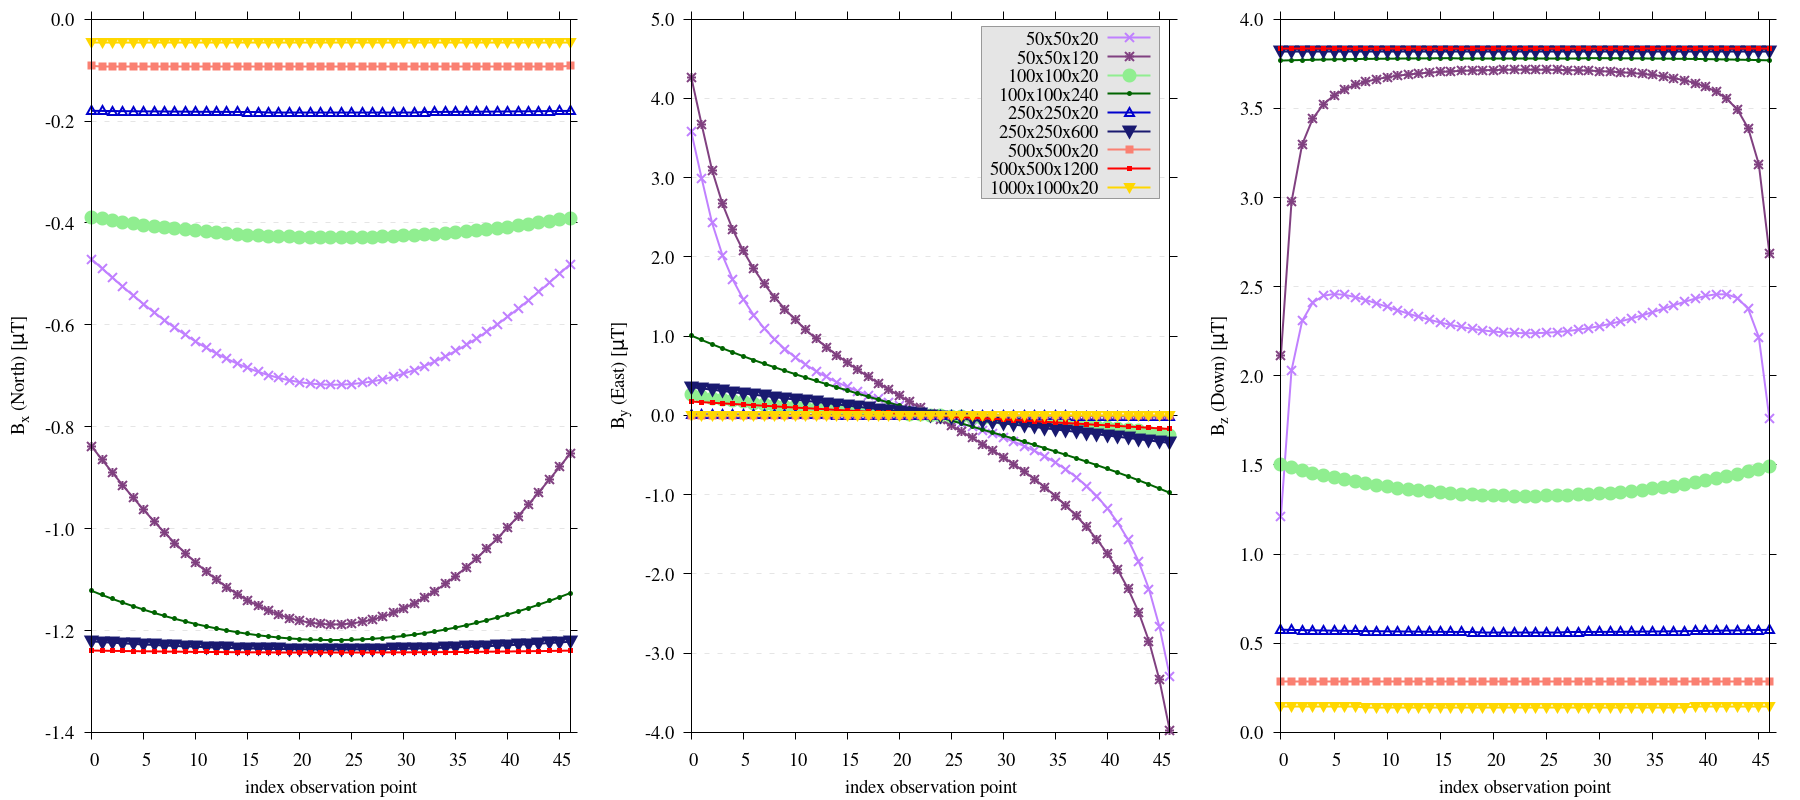 0.0
-0.2
-0.4
-0.6
-0.8
-1.0
-1.2
-1.4
0 5 10 15 20 25 30 35 40 45
Bx (North) [µT]
index observation point
5.0
4.0
3.0
2.0
1.0
0.0
-1.0
-2.0
-3.0
-4.0
0 5 10 15 20 25 30 35 40 45
By (East) [µT]
index observation point
50x50x20
50x50x120
100x100x20
100x100x240
250x250x20
250x250x600
500x500x20
500x500x1200
1000x1000x20
4.0
3.5
3.0
2.5
2.0
1.5
1.0
0.5
0.0
0 5 10 15 20 25 30 35 40 45
Bz (Down) [µT]
index observation point